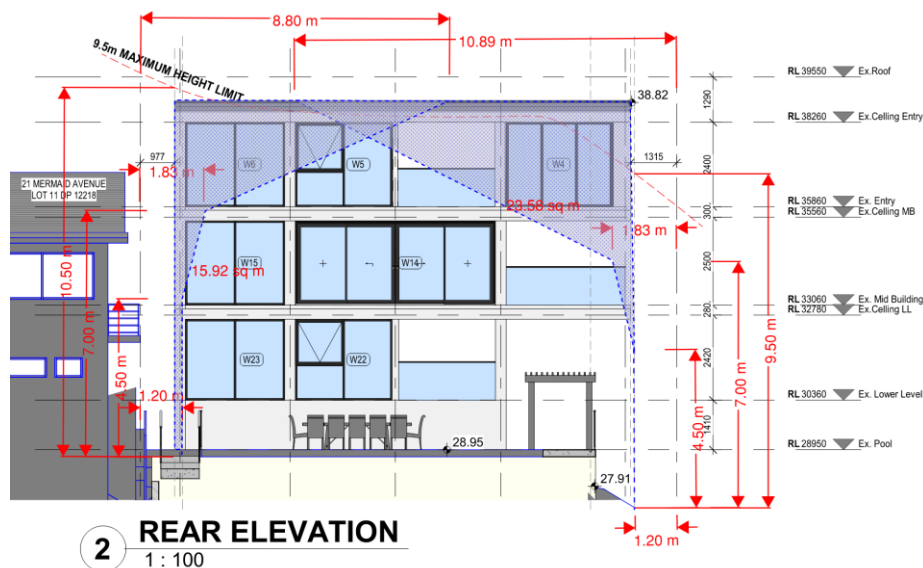 8.80 m
10.89 m
9.5m MAXIMUM HEIGHT LIMIT
RL 39550 Ex.Roof
1290
38.82
RL 38260 Ex.Celling Entry
W6
W5
W4
977
1315
2400
1.83 m
21 MERMAID AVENUE
LOT 11 DP 12218
RL 35860 Ex. Entry
300
RL 35560 Ex.Celling MB
23.58 sq m
1.83 m
10.50 m
7.00 m
15.92 sq m
W15
W14
2500
9.50 m
RL 33060 Ex. Mid Building
280
RL 32780 Ex.Celling LL
4.50 m
W23
W22
2420
7.00 m
4.50 m
1.20 m
RL 30360 Ex. Lower Level
1410
28.95
RL 28950 Ex. Pool
27.91
1.20 m
2 REAR ELEVATION
1 : 100